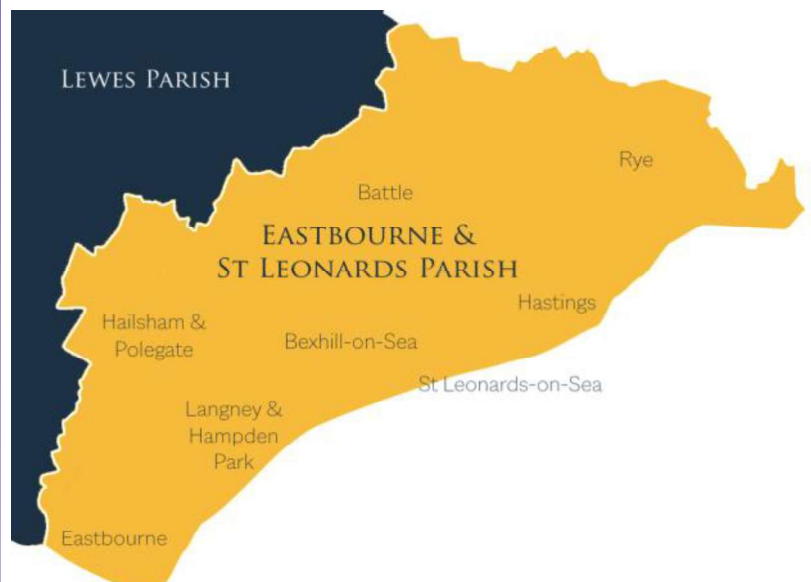 LEWES PARISH
Rye
Battle
EASTBOURNE &
ST LEONARDS PARISH
Hastings
Hailsham &
Polegate
Bexhill-on-Sea
St Leonards-on-Sea
Langney &
Hampden
Park
Eastbourne